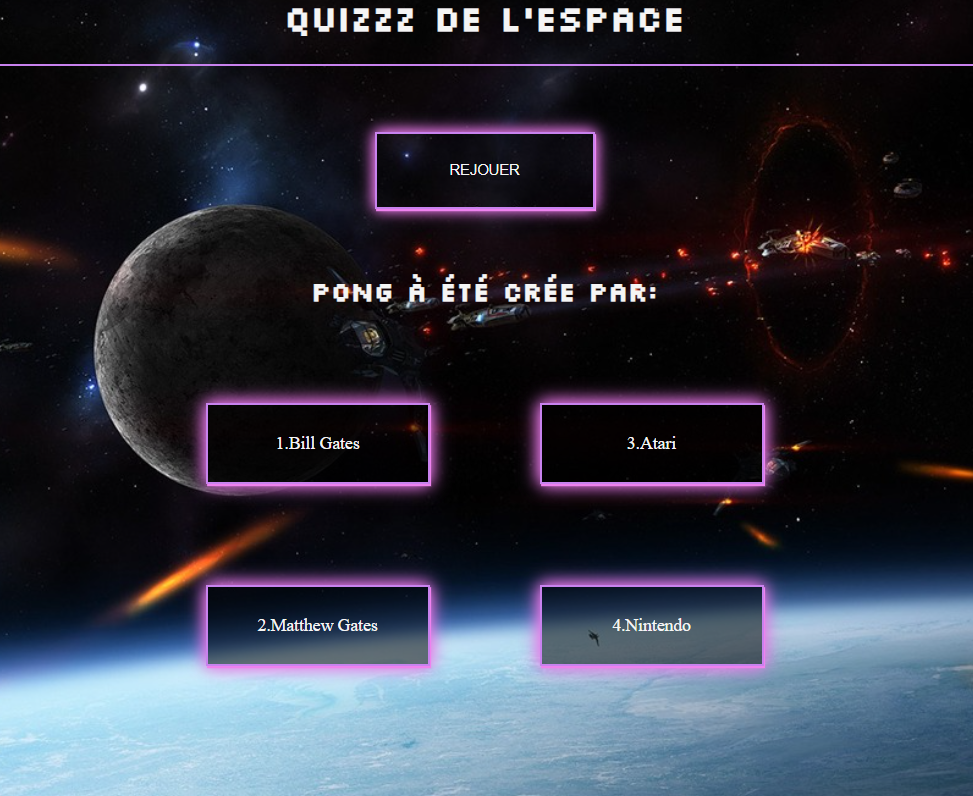 QUIZZZ DE L'ESPACE
REJOUER
PONG À ÉTÉ CRÉE PAR:
1.Bill Gates
3.Atari
2.Matthew Gates
4.Nintendo